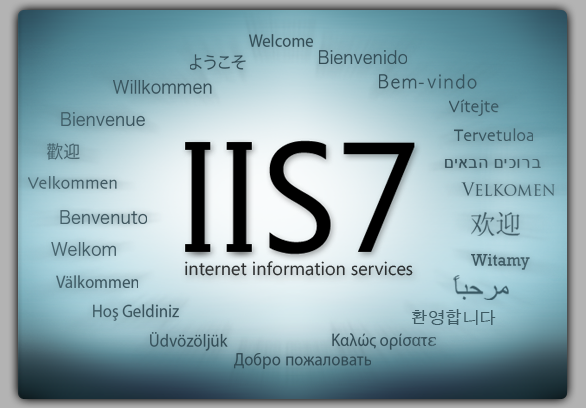 Welcome
ようこそ
Bienvenido
Willkommen
Bem-vindo
Bienvenue
Vítejte
歡迎
Tervetuloa
Velkommen
ברוכים הבאים
VELKOMEN
Benvenuto
欢迎
Welkom
Witamy
Välkommen
مرحباً
Hoş Geldiniz
환영합니다
Üdvözöljük
Καλώς ορίσατε
Добро пожаловать
IIS7
internet information services